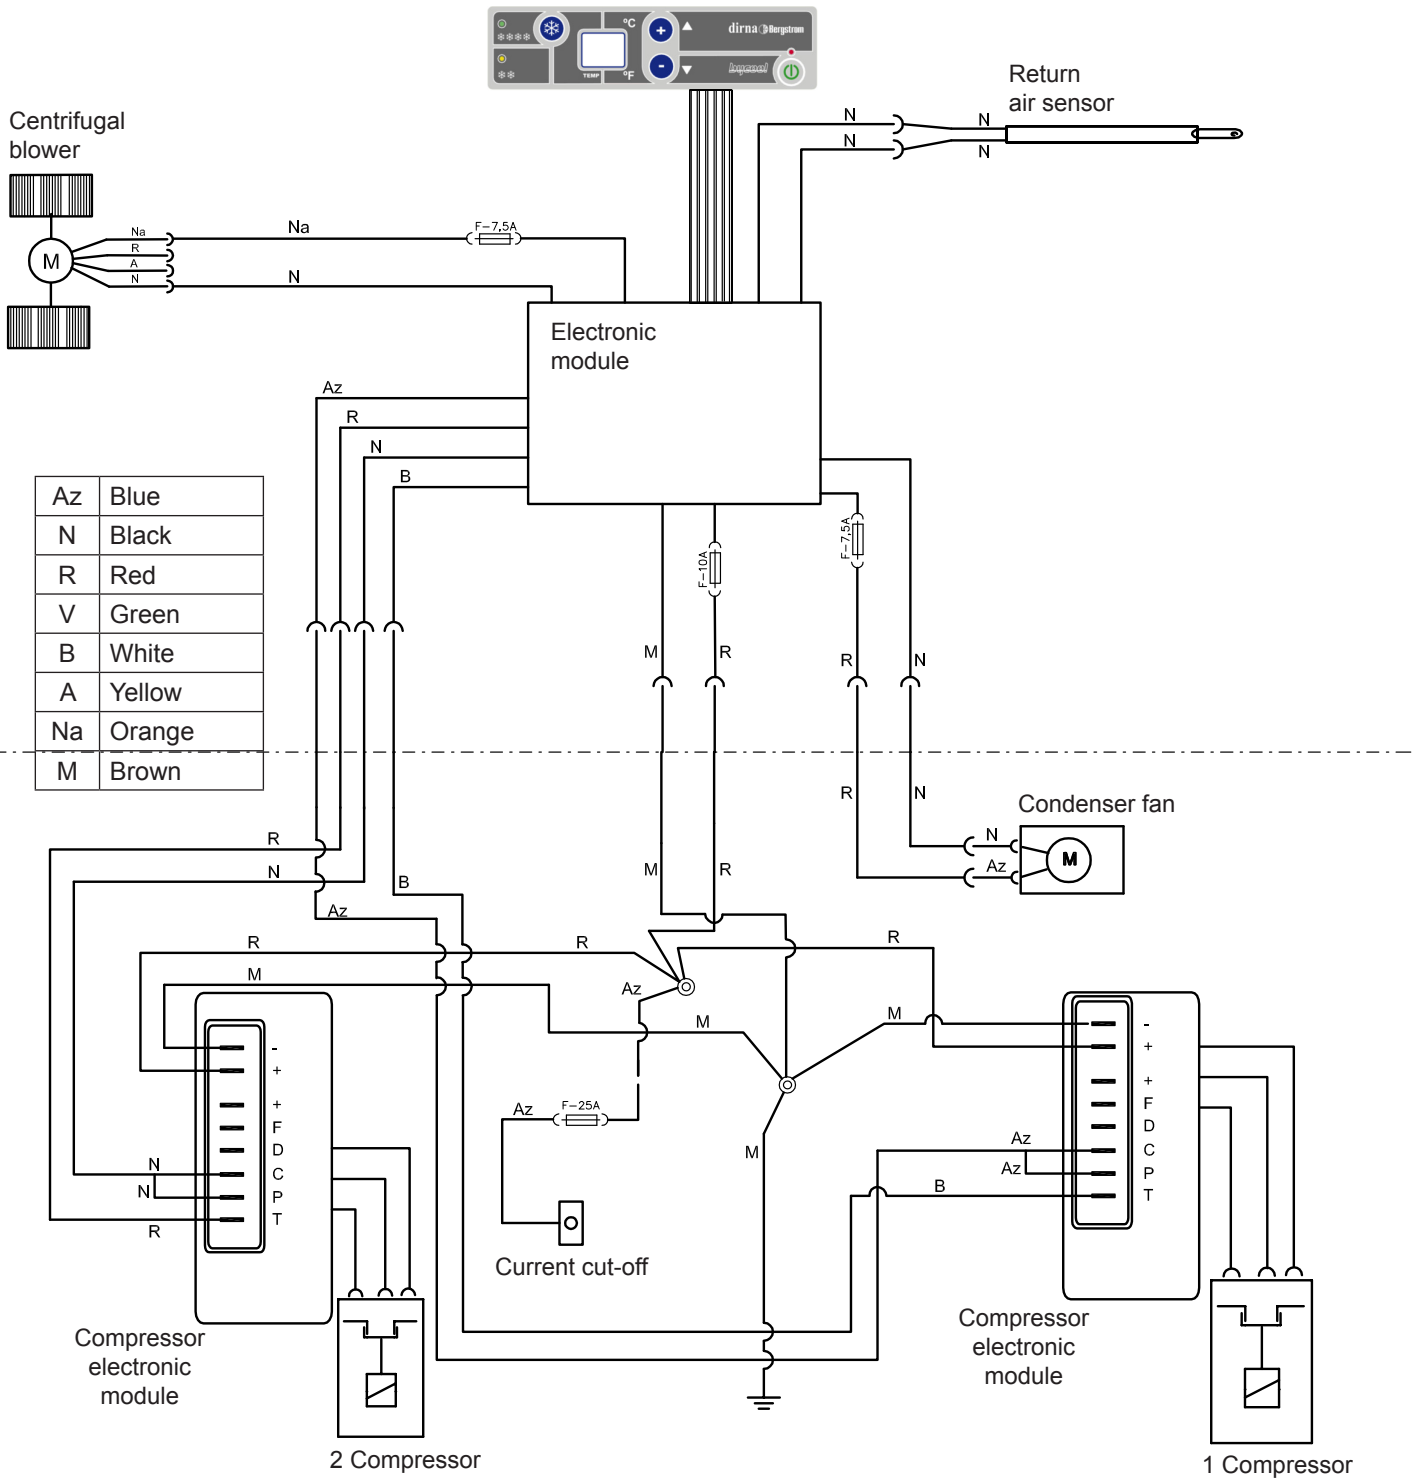 °C
dirna Bergstrom
°F
TEMP
bycool
Return
air sensor
N
N
N
N
Centrifugal
blower
M
Na
R
A
N
Na
N
F-7,5A
Electronic
module
Az
R
N
B
Az Blue
N Black
R Red
V Green
B White
A Yellow
Na Orange
M Brown
F-10A
F-7,5A
M
R
R
N
R
N
Condenser fan
N
Az
M
R
N
B
Az
M
R
R
R
M
Az
M
R
M
-
+
+
F
D
C
P
T
N
N
R
Az
F-25A
Current cut-off
M
-
+
+
F
D
C
P
T
Az
Az
B
Compressor
electronic
module
2 Compressor
Compressor
electronic
module
1 Compressor